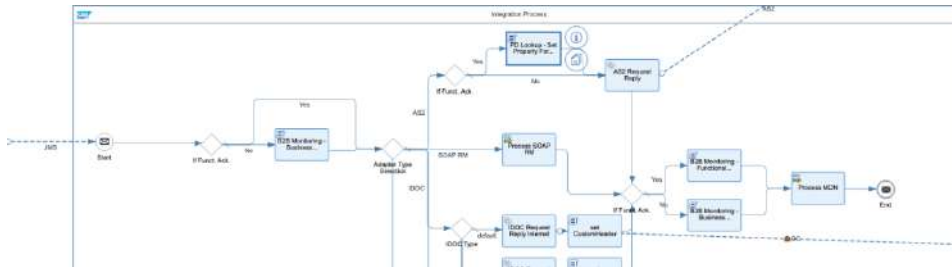 SAP
Integration Process
AS2
PD Lookup - Set
Property For...
Yes
If Funct. Ack.
No
AS2 Request
Reply
Yes
AS2
JMS
Start
If Funct. Ack.
No
B2B Monitoring -
Business...
Adapter Type
Selection
SOAP RM
Process SOAP
RM
IDOC
If Funct. Ack.
Yes
B2B Monitoring -
Functional...
No
B2B Monitoring -
Business...
Process MDN
End
IDOC Type
default
IDOC Request
Reply Internal
set
CustomHeader
IDOC